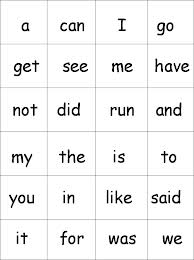 a can I go
get see me have
not did run and
my the is to
you in like said
it for was we